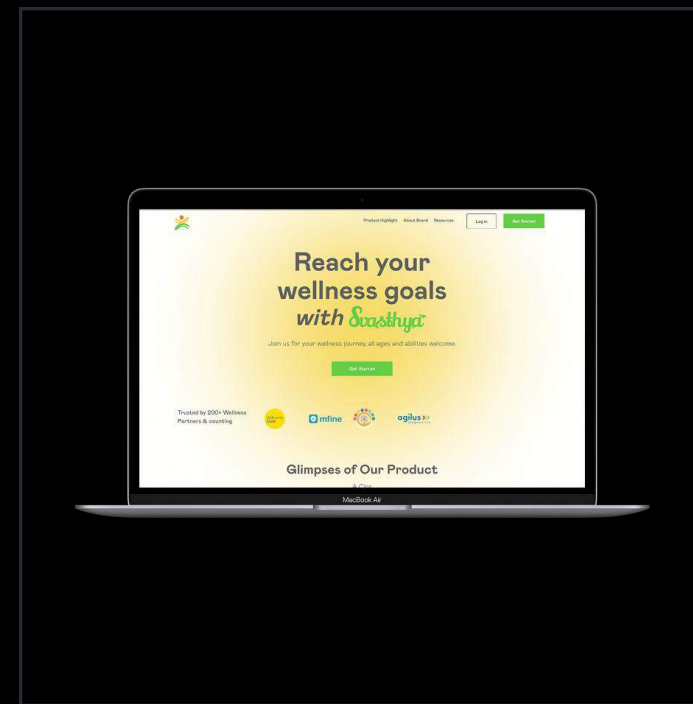 Product Highlight About Brand Resources Log in Get Started
Reach your
wellness goals
with Svasthya
Join us for your wellness journey, all ages and abilities welcome.
Get Started
Trusted by 200+ Wellness
Partners & counting
mfine
agilus
diagnostics
Glimpses of Our Product
MacBook Air